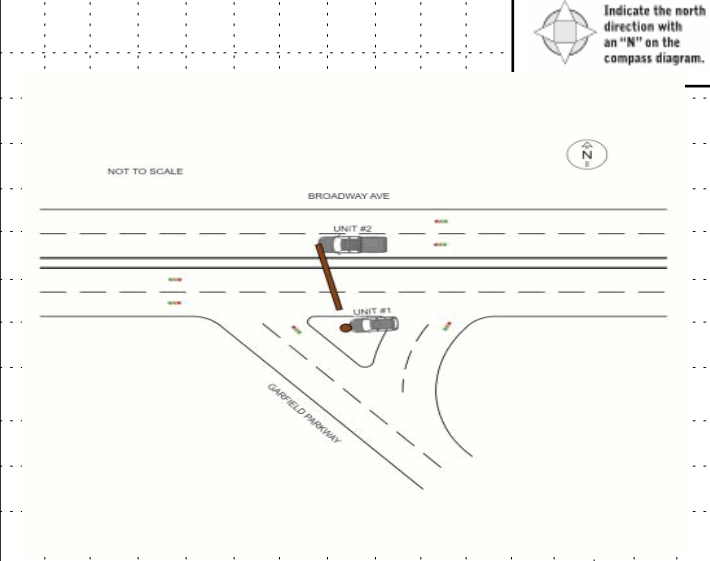 Indicate the north
direction with
an “N” on the
compass diagram.
N
NOT TO SCALE
BROADWAY AVE
UNIT #2
UNIT #1
GARFIELD PARKWAY